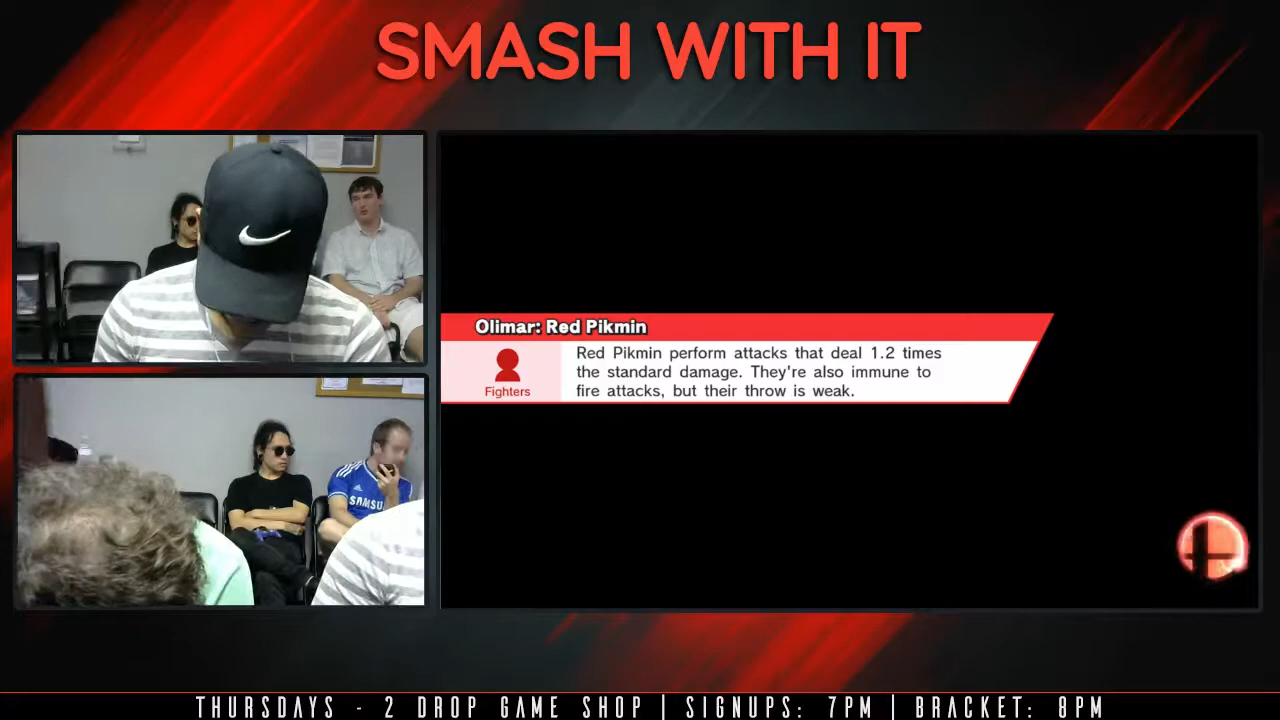 SMASH WITH IT
Olimar: Red Pikmin
Fighters
Red Pikmin perform attacks that deal 1.2 times
the standard damage. They're also immune to
fire attacks, but their throw is weak.
SAMSU
THURSDAYS - 2 DROP GAME SHOP | SIGNUPS: 7PM | BRACKET: 8PM